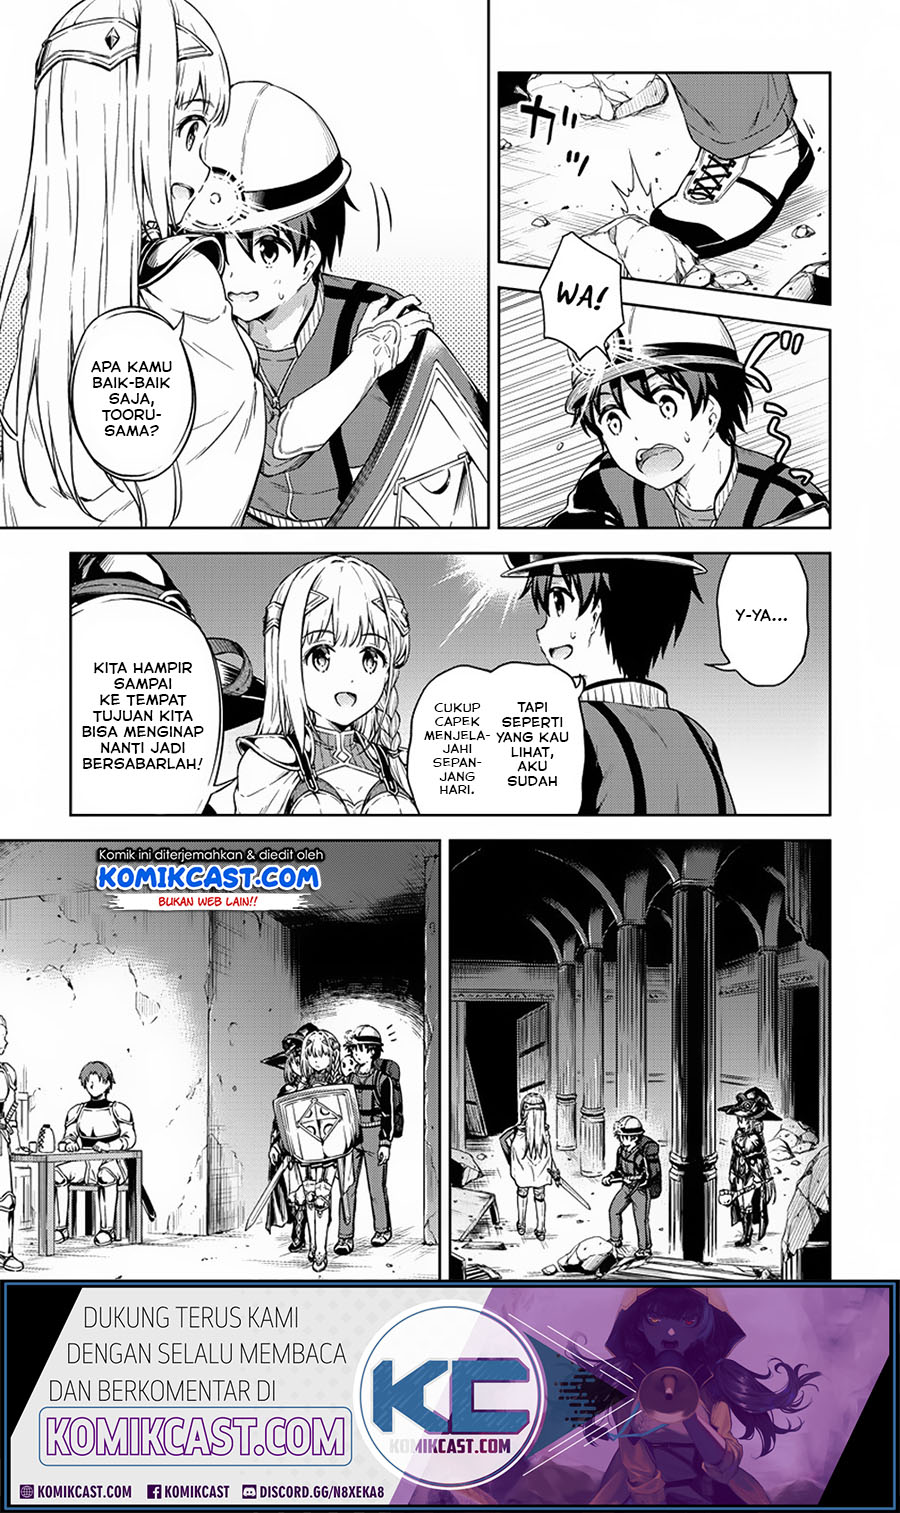 ガッ
WA!
APA KAMU
BAIK-BAIK
SAJA,
TOORU-
SAMA?
Y-YA...
TAPI
SEPERTI
YANG KAU
LIHAT,
AKU
SUDAH
CUKUP
CAPEK
MENJELA-
JAHI
SEPAN-
JANG
HARI.
KITA HAMPIR
SAMPAI
KE TEMPAT
TUJUAN KITA
BISA MENGINAP
NANTI JADI
BERSABARLAH!
Komik ini diterjemahkan & diedit oleh
KOMIKCAST.COM
BUKAN WEB LAIN!!
DUKUNG TERUS KAMI
DENGAN SELALU MEMBACA
DAN BERKOMENTAR DI
KOMIKCAST.COM
KC
KOMIKCAST.COM
KOMIKCAST.COM
KOMIKCAST
DISCORD.GG/N8XEKA8